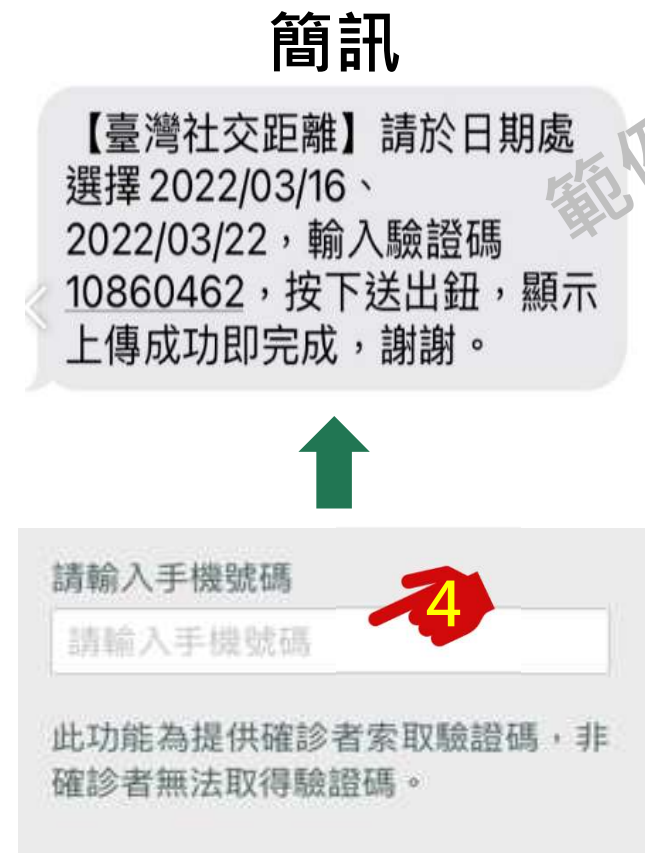 簡訊
【臺灣社交距離】請於日期處
選擇 2022/03/16、
2022/03/22，輸入驗證碼
10860462，按下送出鈕，顯示
上傳成功即完成，謝謝。
範
請輸入手機號碼
4
請輸入手機號碼
此功能為提供確診者索取驗證碼，非
確診者無法取得驗證碼。